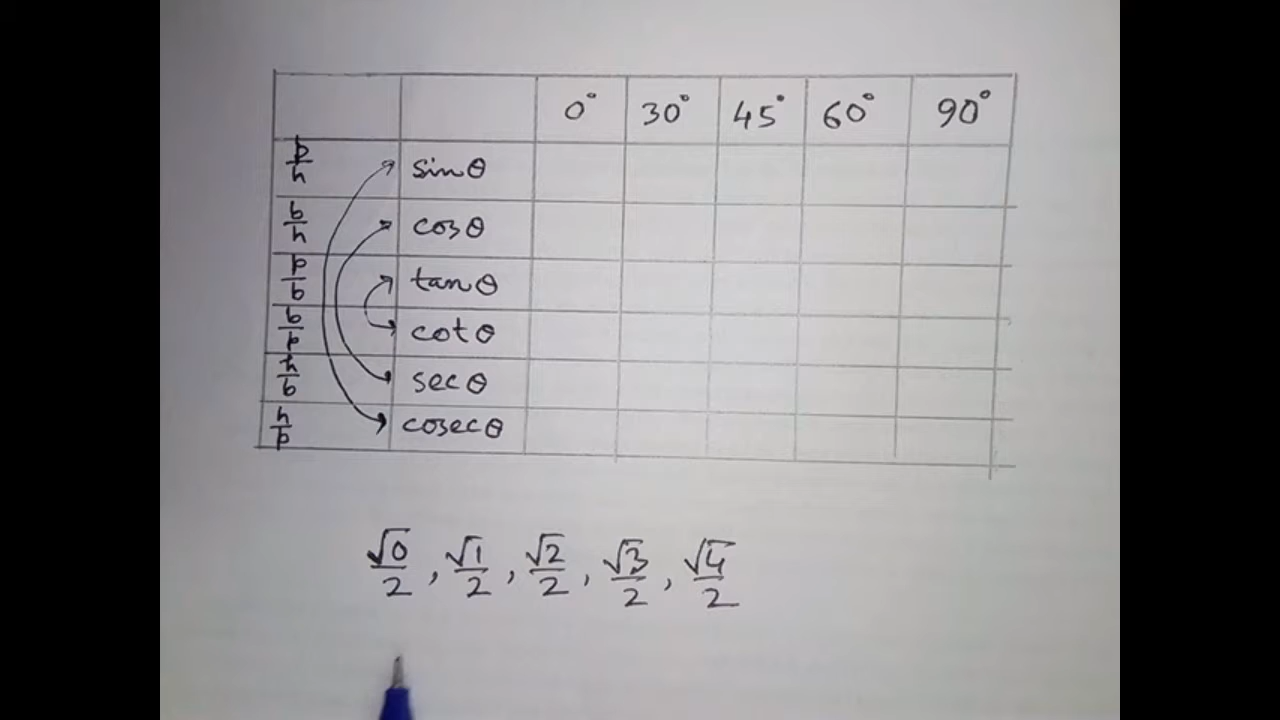 0° 30° 45° 60° 90°
p/h sinθ
b/h cosθ
p/b tanθ
b/p cotθ
h/b secθ
h/p cosecθ
√0/2 , √1/2 , √2/2 , √3/2 , √4/2